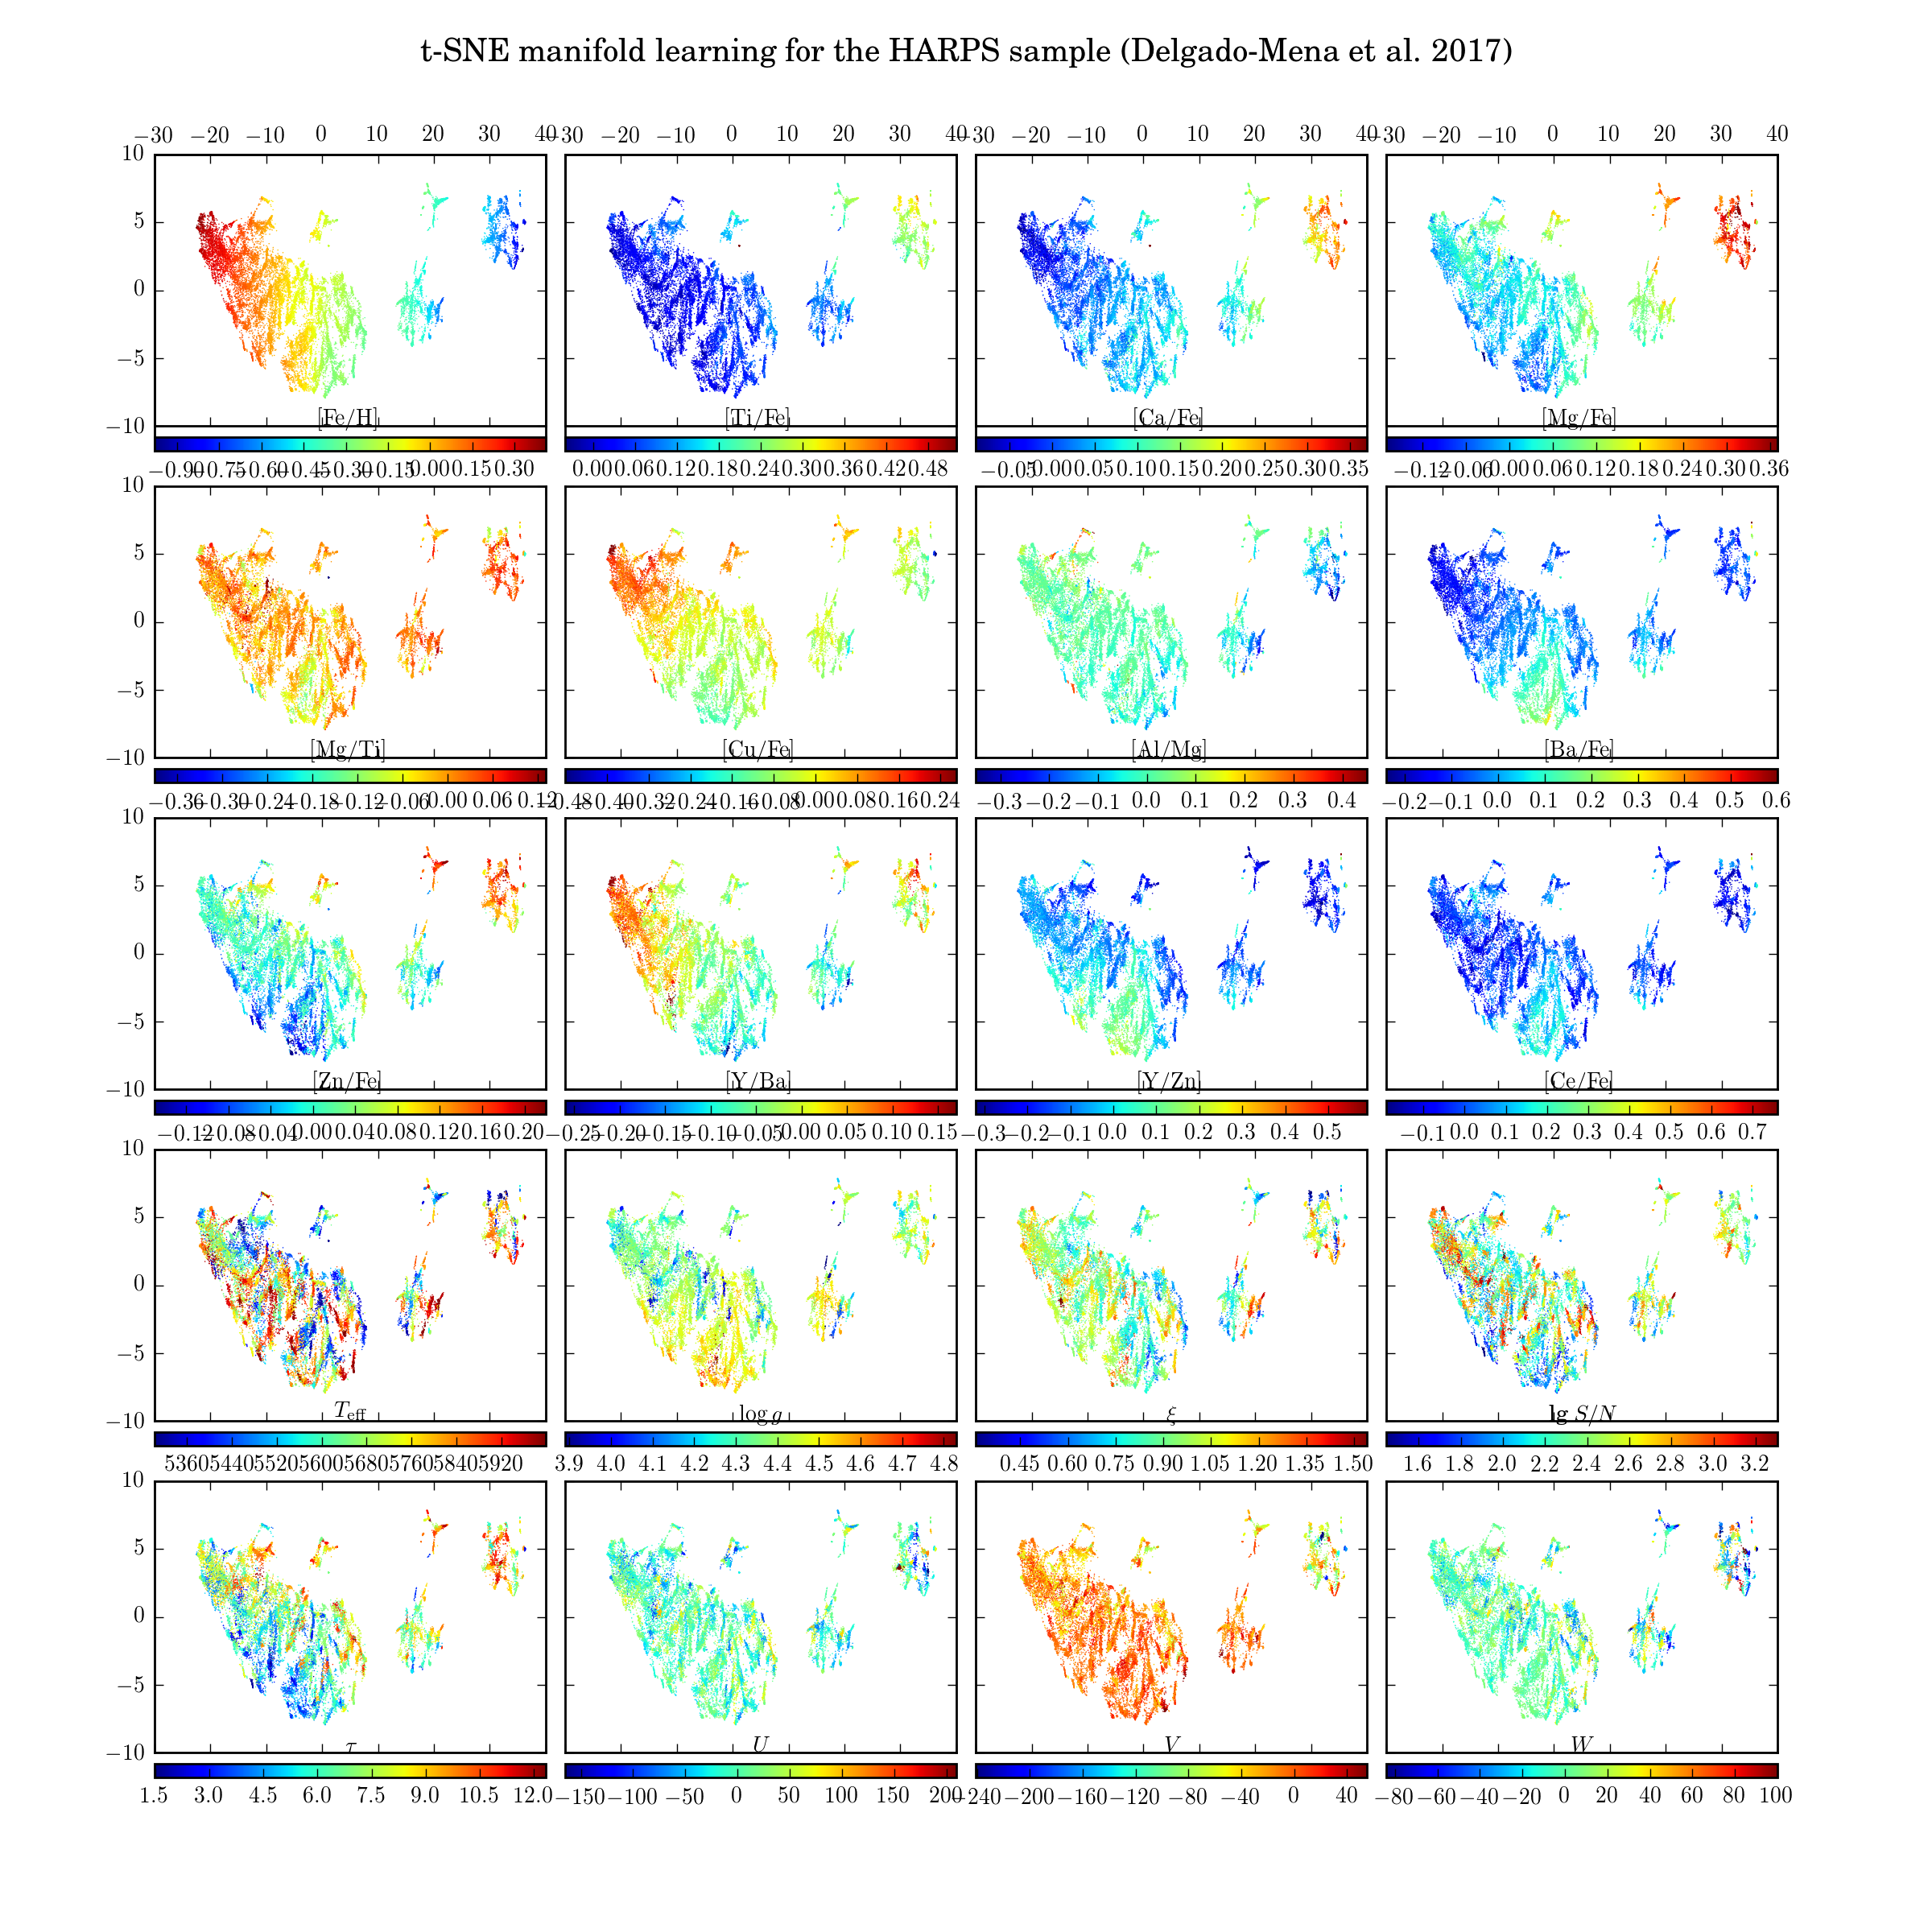 t-SNE manifold learning for the HARPS sample (Delgado-Mena et al. 2017)
−30 −20 −10 0 10 20 30 40 −30 −20 −10 0 10 20 30 40 −30 −20 −10 0 10 20 30 40 −30 −20 −10 0 10 20 30 40
10
5
0
−5
−10
[Fe/H] [Ti/Fe] [Ca/Fe] [Mg/Fe]
−0.90 −0.75 −0.60 −0.45 −0.30 −0.15 0.00 0.15 0.30 0.00 0.06 0.12 0.18 0.24 0.30 0.36 0.42 0.48 −0.05 0.00 0.05 0.10 0.15 0.20 0.25 0.30 0.35 −0.12 −0.06 0.00 0.06 0.12 0.18 0.24 0.30 0.36
10
5
0
−5
−10
[Mg/Ti] [Cu/Fe] [Al/Mg] [Ba/Fe]
−0.36 −0.30 −0.24 −0.18 −0.12 −0.06 0.00 0.06 0.12 −0.48 −0.40 −0.32 −0.24 −0.16 −0.08 0.00 0.08 0.16 0.24 −0.3 −0.2 −0.1 0.0 0.1 0.2 0.3 0.4 −0.2 −0.1 0.0 0.1 0.2 0.3 0.4 0.5 0.6
10
5
0
−5
−10
[Zn/Fe] [Y/Ba] [Y/Zn] [Ce/Fe]
−0.12 −0.08 −0.04 0.00 0.04 0.08 0.12 0.16 0.20 −0.25 −0.20 −0.15 −0.10 −0.05 0.00 0.05 0.10 0.15 −0.3 −0.2 −0.1 0.0 0.1 0.2 0.3 0.4 0.5 −0.1 0.0 0.1 0.2 0.3 0.4 0.5 0.6 0.7
10
5
0
−5
−10
T_eff log g ξ lg S/N
5360 5440 5520 5600 5680 5760 5840 5920 3.9 4.0 4.1 4.2 4.3 4.4 4.5 4.6 4.7 4.8 0.45 0.60 0.75 0.90 1.05 1.20 1.35 1.50 1.6 1.8 2.0 2.2 2.4 2.6 2.8 3.0 3.2
10
5
0
−5
−10
τ U V W
1.5 3.0 4.5 6.0 7.5 9.0 10.5 12.0 −150 −100 −50 0 50 100 150 200 −240 −200 −160 −120 −80 −40 0 40 −80 −60 −40 −20 0 20 40 60 80 100